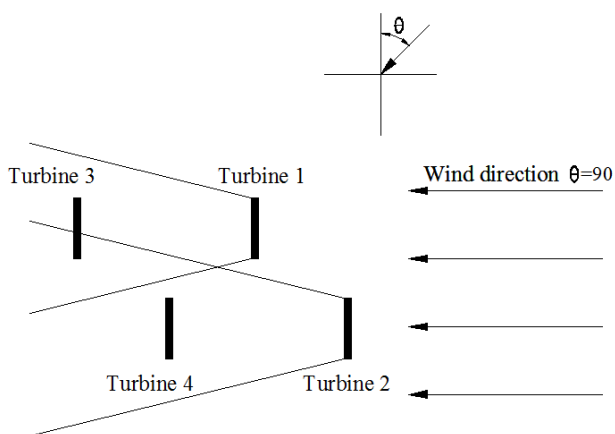 θ
Wind direction θ=90
Turbine 3
Turbine 1
Turbine 4
Turbine 2